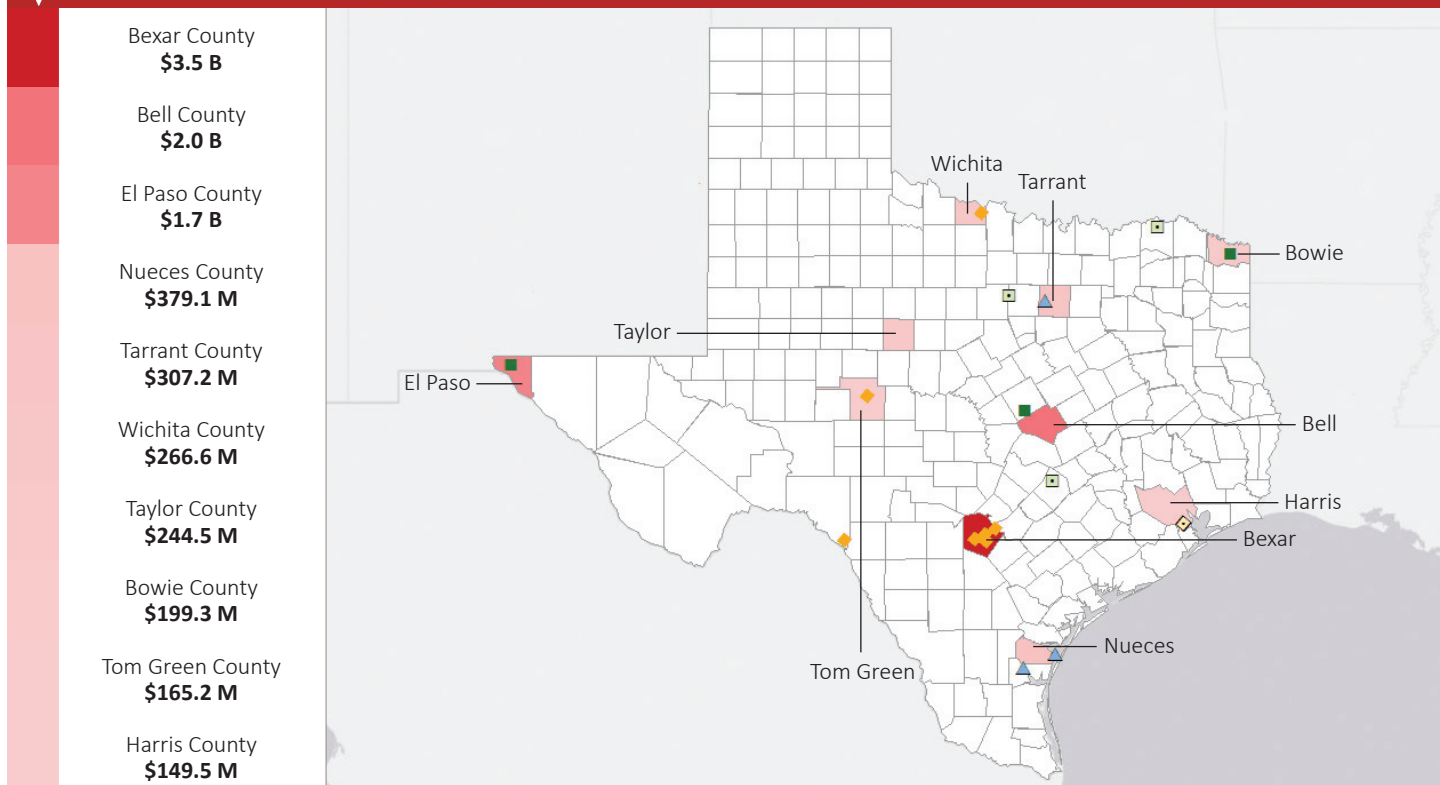 Bexar County
$3.5 B
Bell County
$2.0 B
El Paso County
$1.7 B
Nueces County
$379.1 M
Tarrant County
$307.2 M
Wichita County
$266.6 M
Taylor County
$244.5 M
Bowie County
$199.3 M
Tom Green County
$165.2 M
Harris County
$149.5 M
Wichita
Tarrant
Bowie
Taylor
El Paso
Bell
Harris
Bexar
Nueces
Tom Green